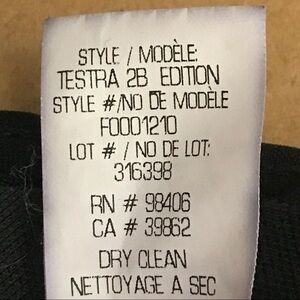 STYLE / MODÈLE:
TESTRA 2B EDITION
STYLE #/NO DE MODÈLE
F0001210
LOT # / NO DE LOT:
316398
RN # 98406
CA # 39862
DRY CLEAN
NETTOYAGE A SEC